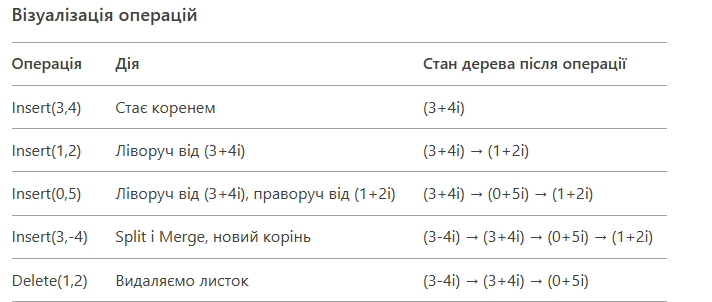 Візуалізація операцій
Операція Дія Стан дерева після операції
Insert(3,4) Стає коренем (3+4i)
Insert(1,2) Ліворуч від (3+4i) (3+4i) → (1+2i)
Insert(0,5) Ліворуч від (3+4i), праворуч від (1+2i) (3+4i) → (0+5i) → (1+2i)
Insert(3,-4) Split і Merge, новий корінь (3-4i) → (3+4i) → (0+5i) → (1+2i)
Delete(1,2) Видаляємо листок (3-4i) → (3+4i) → (0+5i)